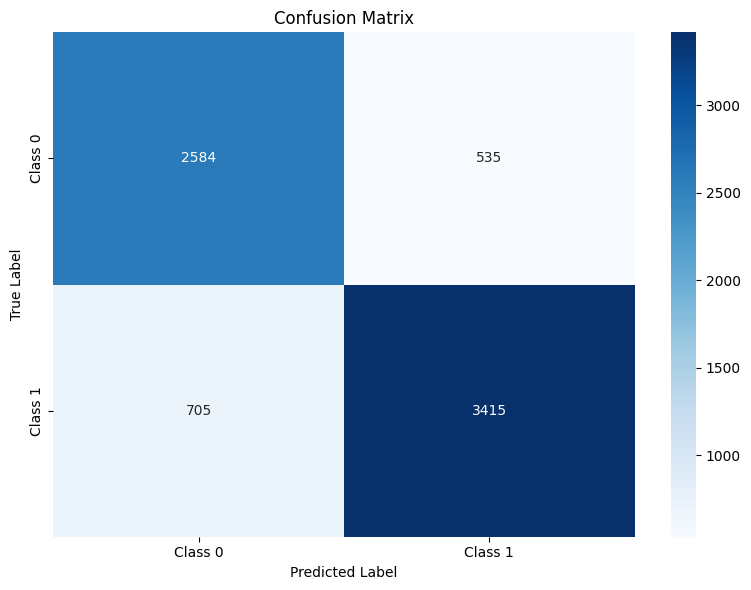 Confusion Matrix
True Label
Class 0
2584
535
Class 1
705
3415
Class 0
Class 1
Predicted Label
3000
2500
2000
1500
1000